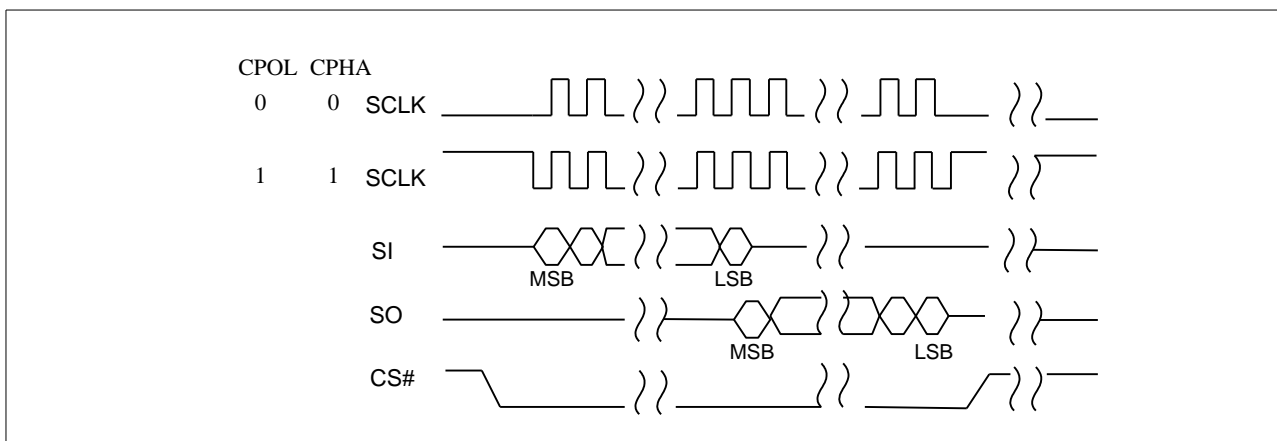 CPOL CPHA
0 0 SCLK
1 1 SCLK
SI
MSB LSB
SO
MSB LSB
CS#